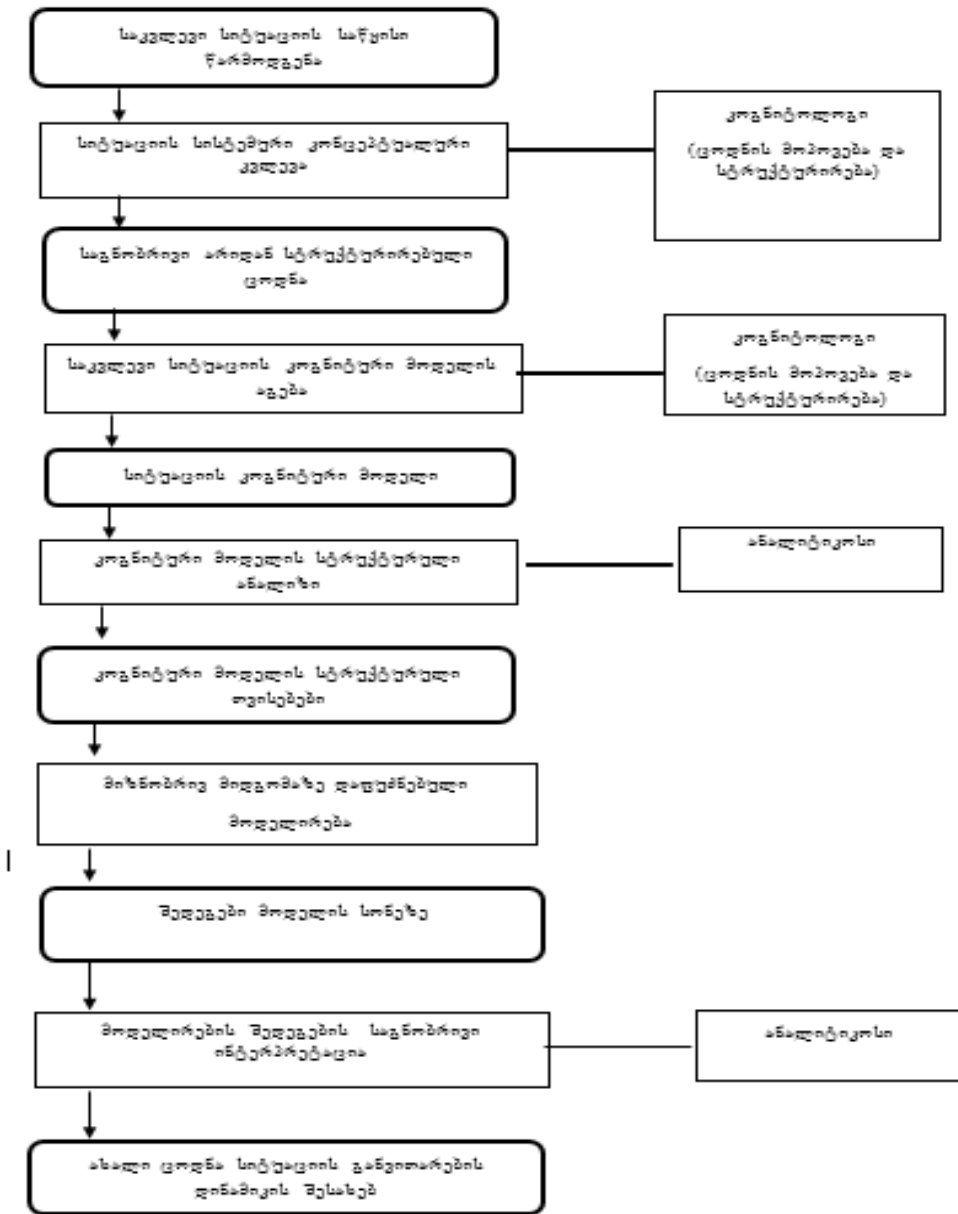 საკვლევი სიტუაციის საწყისი
წარმოდგენა
სიტუაციის სისტემური კონცეპტუალური
კვლევა
კოგნიტოლოგი
(ცოდნის მოპოვება და
სტრუქტურირება)
საგნობრივი არიდან სტრუქტურირებული
ცოდნა
საკვლევი სიტუაციის კოგნიტური მოდელის
აგება
კოგნიტოლოგი
(ცოდნის მოპოვება და
სტრუქტურირება)
სიტუაციის კოგნიტური მოდელი
კოგნიტური მოდელის სტრუქტურული
ანალიზი
ანალიტიკოსი
კოგნიტური მოდელის სტრუქტურული
თვისებები
მიზნობრივ მიდგომაზე დაფუძნებული
მოდელირება
შედეგები მოდელის სონეზე
მოდელირების შედეგების საგნობრივი
ინტერპრეტაცია
ანალიტიკოსი
ახალი ცოდნა სიტუაციის განვითარების
დინამიკის შესახებ